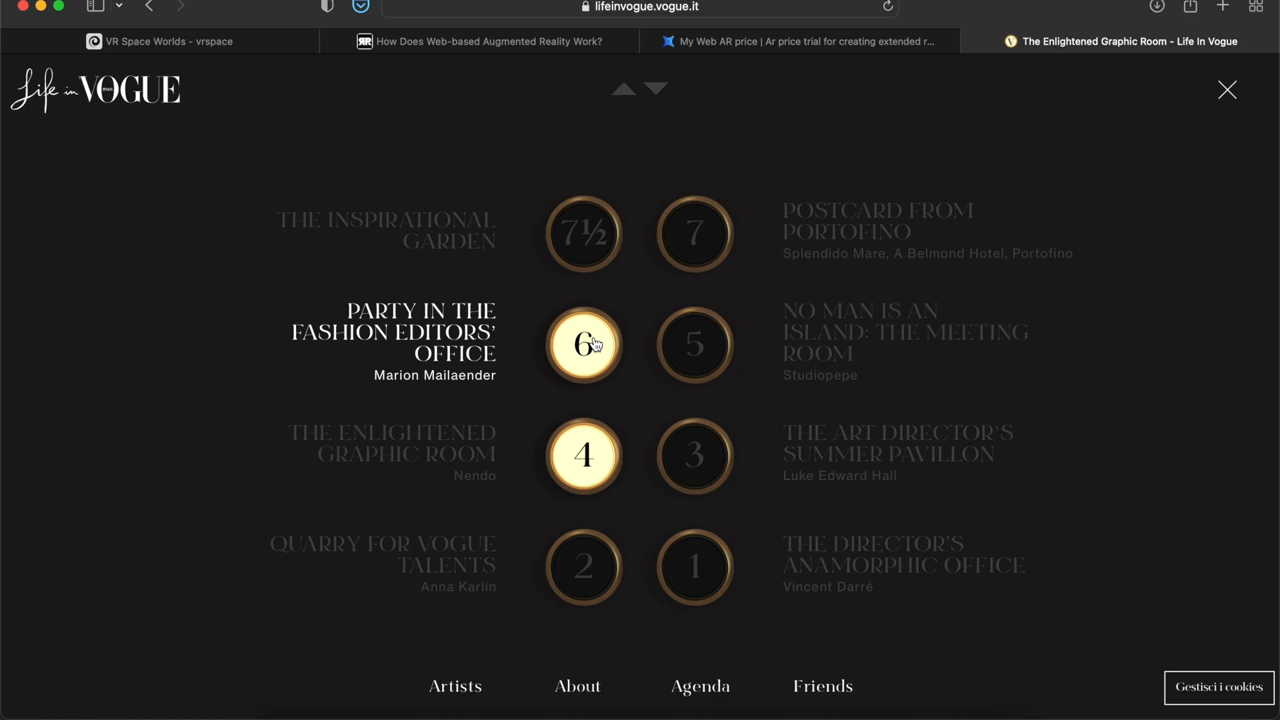 lifeinvogue.vogue.it
VR Space Worlds - vrspace
How Does Web-based Augmented Reality Work?
My Web AR price | Ar price trial for creating extended r...
The Enlightened Graphic Room - Life In Vogue
Life in VOGUE
THE INSPIRATIONAL
GARDEN
7½
7
POSTCARD FROM
PORTOFINO
Splendido Mare, A Belmond Hotel, Portofino
PARTY IN THE
FASHION EDITORS'
OFFICE
Marion Mailaender
6
5
NO MAN IS AN
ISLAND: THE MEETING
ROOM
Studiopepe
THE ENLIGHTENED
GRAPHIC ROOM
Nendo
4
3
THE ART DIRECTOR'S
SUMMER PAVILLON
Luke Edward Hall
QUARRY FOR VOGUE
TALENTS
Anna Karlin
2
1
THE DIRECTOR'S
ANAMORPHIC OFFICE
Vincent Darré
Artists
About
Agenda
Friends
Gestisci i cookies